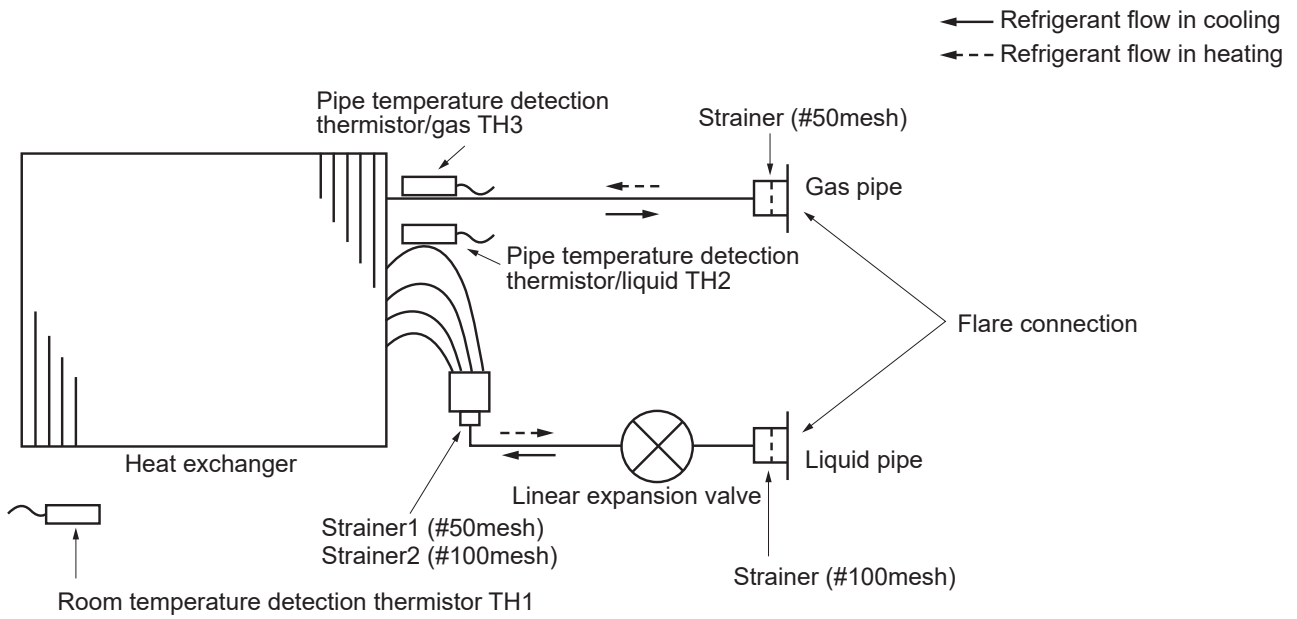 Refrigerant flow in cooling
Refrigerant flow in heating
Pipe temperature detection
thermistor/gas TH3
Strainer (#50mesh)
Gas pipe
Pipe temperature detection
thermistor/liquid TH2
Flare connection
Heat exchanger
Liquid pipe
Linear expansion valve
Strainer1 (#50mesh)
Strainer2 (#100mesh)
Strainer (#100mesh)
Room temperature detection thermistor TH1